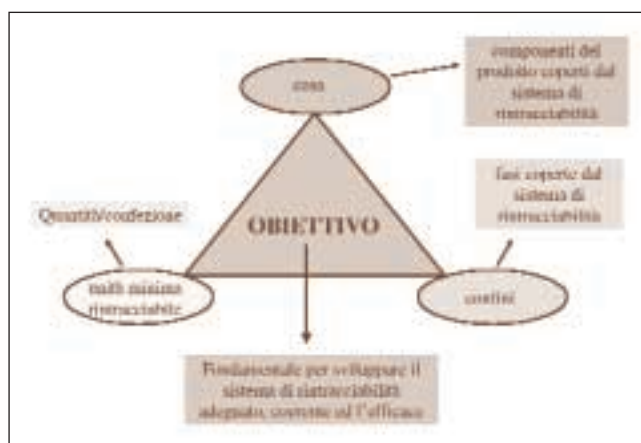 cosa
componenti del
prodotto coperti dal
sistema di
rintracciabilità
fasi coperte dal
sistema di
rintracciabilità
Quantità/confezione
OBIETTIVO
unità minima
rintracciabile
confini
Fondamentale per sviluppare il
sistema di rintracciabilità
adeguato, coerente ed